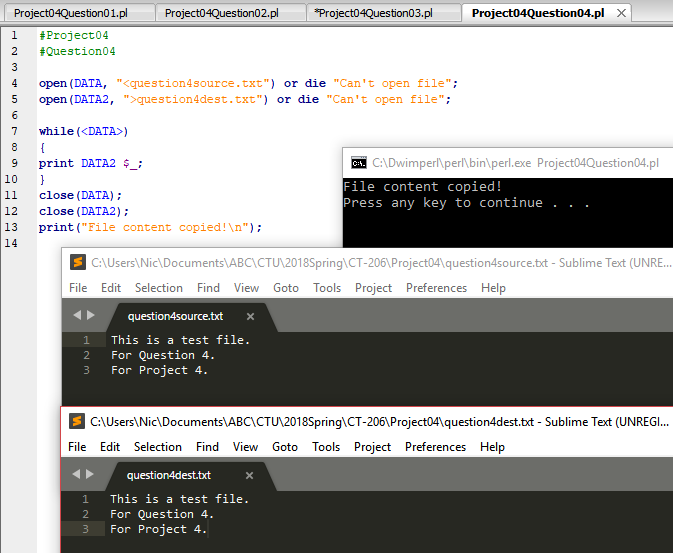 Project04Question01.pl Project04Question02.pl *Project04Question03.pl Project04Question04.pl
1 #Project04
2 #Question04
3
4 open(DATA, "<question4source.txt") or die "Can't open file";
5 open(DATA2, ">question4dest.txt") or die "Can't open file";
6
7 while(<DATA>)
8 {
9 print DATA2 $_;
10 }
11 close(DATA);
12 close(DATA2);
13 print("File content copied!\n");
14
C:\Dwimperl\perl\bin\perl.exe Project04Question04.pl
File content copied!
Press any key to continue . . .
C:\Users\Nic\Documents\ABC\CTU\2018Spring\CT-206\Project04\question4source.txt - Sublime Text (UNRE...
File Edit Selection Find View Goto Tools Project Preferences Help
question4source.txt
1 This is a test file.
2 For Question 4.
3 For Project 4.
C:\Users\Nic\Documents\ABC\CTU\2018Spring\CT-206\Project04\question4dest.txt - Sublime Text (UNREGI...
File Edit Selection Find View Goto Tools Project Preferences Help
question4dest.txt
1 This is a test file.
2 For Question 4.
3 For Project 4.